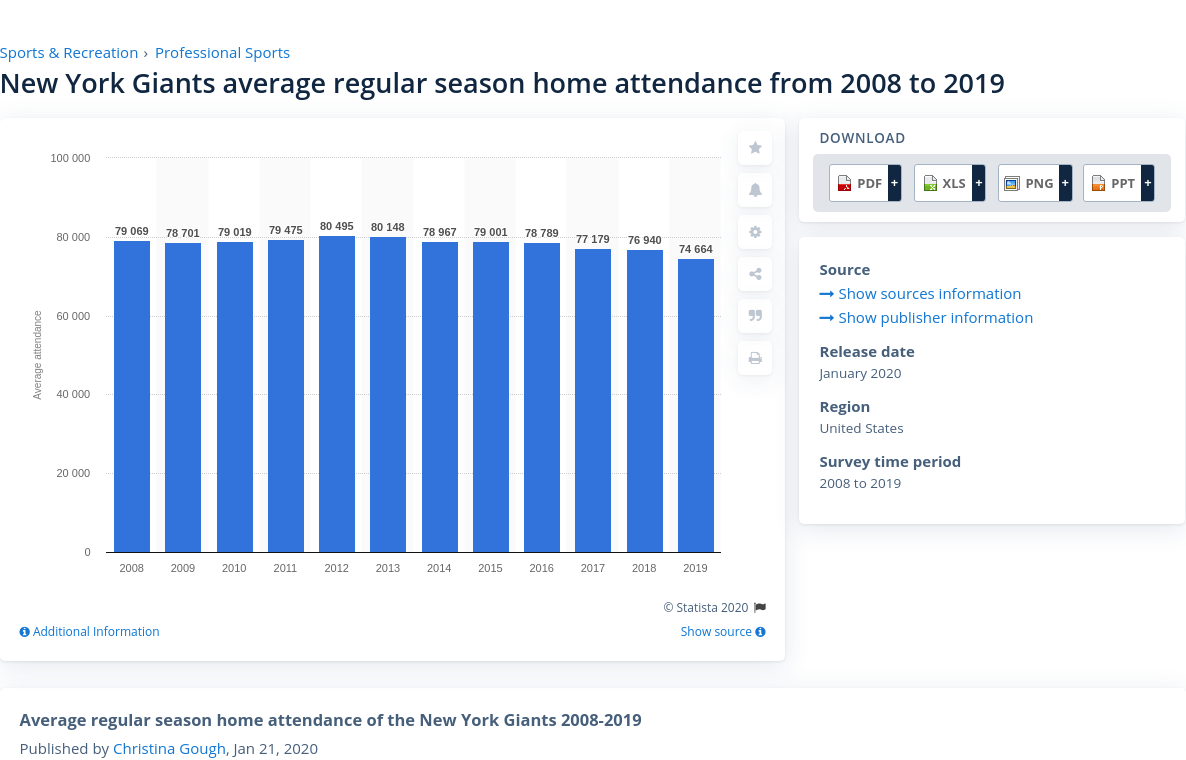 Sports & Recreation › Professional Sports
New York Giants average regular season home attendance from 2008 to 2019
100 000
80 000
60 000
40 000
20 000
0
Average attendance
79 069 78 701 79 019 79 475 80 495 80 148 78 967 79 001 78 789 77 179 76 940 74 664
2008 2009 2010 2011 2012 2013 2014 2015 2016 2017 2018 2019
© Statista 2020
Additional Information
Show source
DOWNLOAD
PDF + XLS + PNG + PPT +
Source
Show sources information
Show publisher information
Release date
January 2020
Region
United States
Survey time period
2008 to 2019
Average regular season home attendance of the New York Giants 2008-2019
Published by Christina Gough, Jan 21, 2020